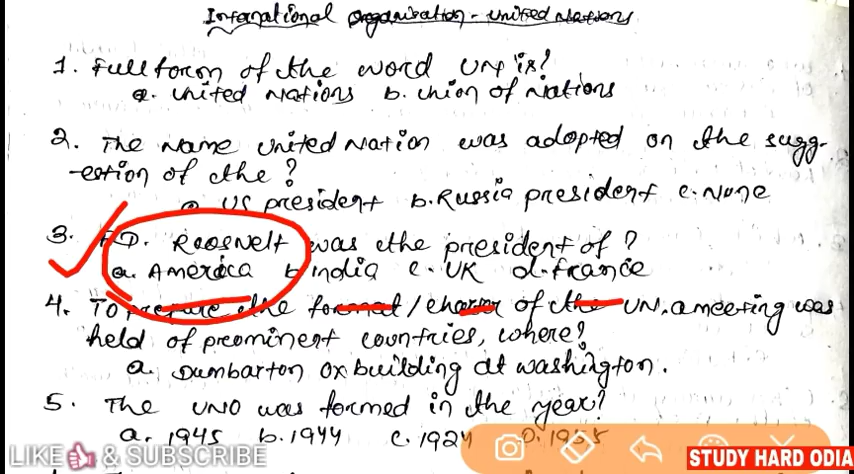 International organisation - United Nations
1. Full form of the word UN is?
a. United Nations b. Union of Nations
2. The Name United Nation was adopted on the sugg-
-estion of the?
a. US president b. Russia president c. None
3. F.D. Roosvelt was the president of?
a. America b. India c. UK d. France
4. To prepare the format / charter of the UN. a meeting was
held of prominent countries, where?
a. Dumbarton ox building at washington.
5. The UNO was formed in the year?
a. 1945 b. 1944 c. 1924 D. 1955
LIKE & SUBSCRIBE
STUDY HARD ODIA